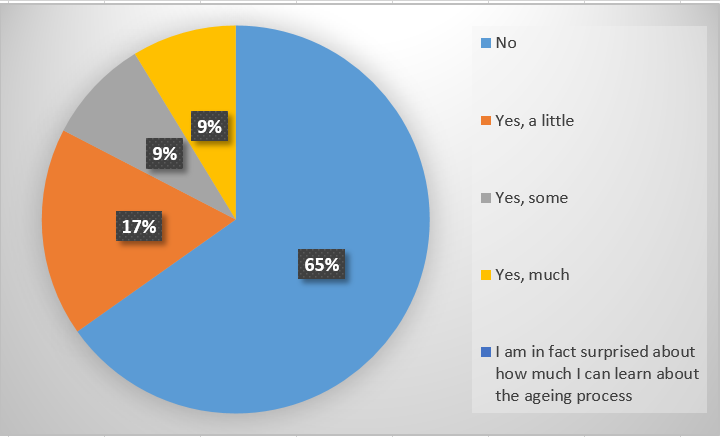 No
Yes, a little
9%
9%
Yes, some
17%
65%
Yes, much
I am in fact surprised about
how much I can learn about
the ageing process